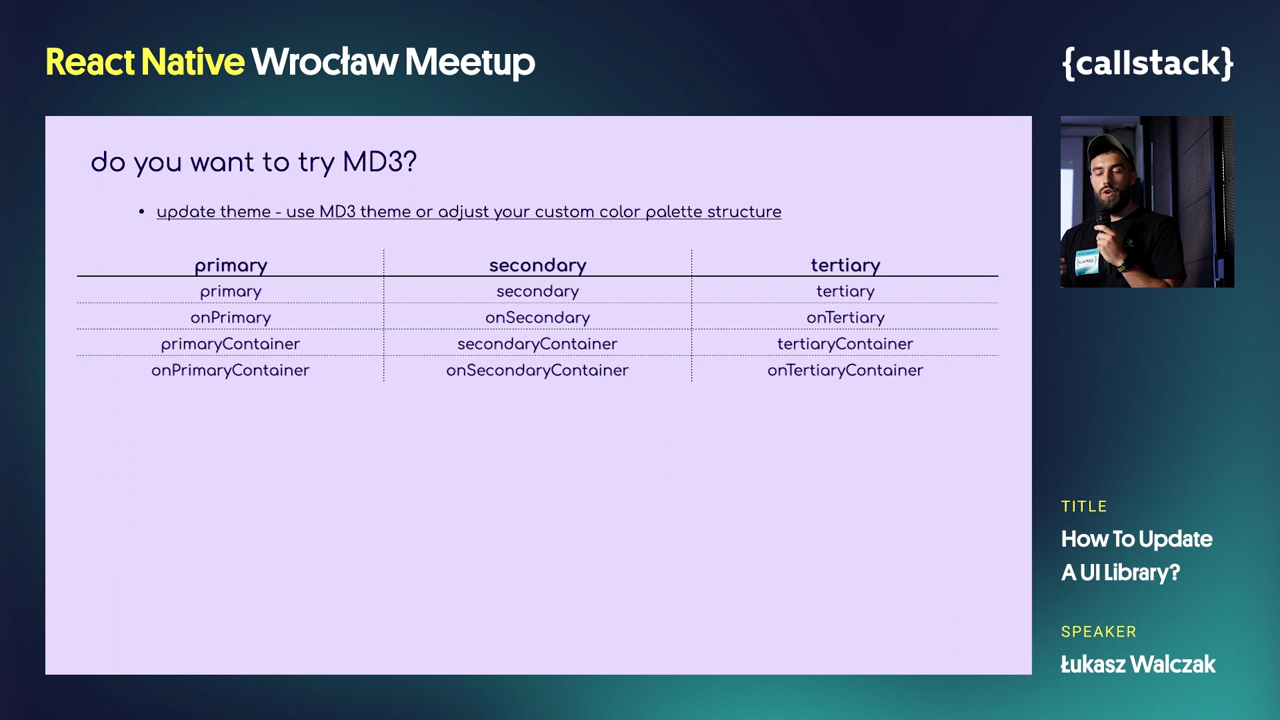 React Native Wrocław Meetup
{callstack}
do you want to try MD3?
• update theme - use MD3 theme or adjust your custom color palette structure
primary secondary tertiary
primary secondary tertiary
onPrimary onSecondary onTertiary
primaryContainer secondaryContainer tertiaryContainer
onPrimaryContainer onSecondaryContainer onTertiaryContainer
TITLE
How To Update
A UI Library?
SPEAKER
Łukasz Walczak